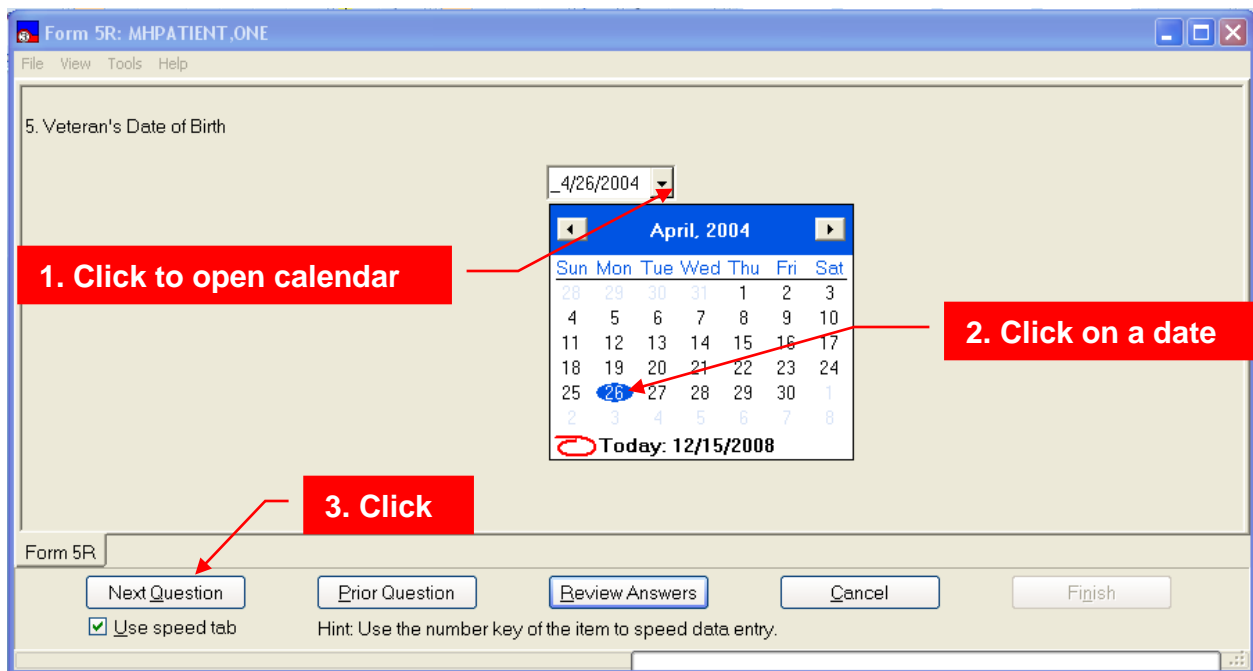 Form 5R: MHPATIENT,ONE
File View Tools Help
5. Veteran's Date of Birth
_4/26/2004
April, 2004
1. Click to open calendar
Sun Mon Tue Wed Thu Fri Sat
28 29 30 31 1 2 3
4 5 6 7 8 9 10
2. Click on a date
11 12 13 14 15 16 17
18 19 20 21 22 23 24
25 26 27 28 29 30 1
2 3 4 5 6 7 8
Today: 12/15/2008
3. Click
Form 5R
Next Question Prior Question Review Answers Cancel Finish
Use speed tab Hint: Use the number key of the item to speed data entry.